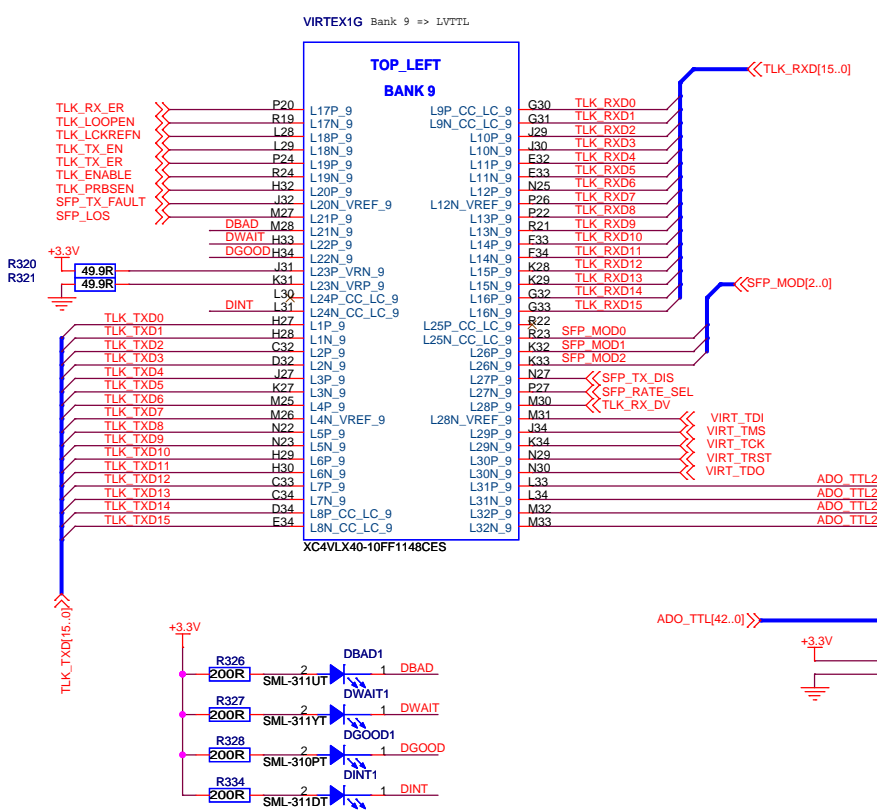 VIRTEX1G Bank 9 => LVTTL
TOP_LEFT
BANK 9
TLK_RX_ER P20 L17P_9
TLK_LOOPEN R19 L17N_9
TLK_LCKREFN L28 L18P_9
TLK_TX_EN L29 L18N_9
TLK_TX_ER P24 L19P_9
TLK_ENABLE R24 L19N_9
TLK_PRBSEN H32 L20P_9
SFP_TX_FAULT J32 L20N_VREF_9
SFP_LOS M27 L21P_9
DBAD M28 L21N_9
DWAIT H33 L22P_9
DGOOD H34 L22N_9
R320 +3.3V 49.9R J31 L23P_VRN_9
R321 49.9R K31 L23N_VRP_9
L30 L24P_CC_LC_9
DINT L31 L24N_CC_LC_9
TLK_TXD0 H27 L1P_9
TLK_TXD1 H28 L1N_9
TLK_TXD2 C32 L2P_9
TLK_TXD3 D32 L2N_9
TLK_TXD4 J27 L3P_9
TLK_TXD5 K27 L3N_9
TLK_TXD6 M25 L4P_9
TLK_TXD7 M26 L4N_VREF_9
TLK_TXD8 N22 L5P_9
TLK_TXD9 N23 L5N_9
TLK_TXD10 H29 L6P_9
TLK_TXD11 H30 L6N_9
TLK_TXD12 C33 L7P_9
TLK_TXD13 C34 L7N_9
TLK_TXD14 D34 L8P_CC_LC_9
TLK_TXD15 E34 L8N_CC_LC_9
TLK_TXD[15..0]
TLK_RXD[15..0]
L9P_CC_LC_9 G30 TLK_RXD0
L9N_CC_LC_9 G31 TLK_RXD1
L10P_9 J29 TLK_RXD2
L10N_9 J30 TLK_RXD3
L11P_9 E32 TLK_RXD4
L11N_9 E33 TLK_RXD5
L12P_9 N25 TLK_RXD6
L12N_VREF_9 P26 TLK_RXD7
L13P_9 P22 TLK_RXD8
L13N_9 R21 TLK_RXD9
L14P_9 F33 TLK_RXD10
L14N_9 F34 TLK_RXD11
L15P_9 K28 TLK_RXD12
L15N_9 K29 TLK_RXD13
L16P_9 G32 TLK_RXD14
L16N_9 G33 TLK_RXD15
SFP_MOD[2..0]
L25P_CC_LC_9 R22
L25N_CC_LC_9 R23 SFP_MOD0
L26P_9 K32 SFP_MOD1
L26N_9 K33 SFP_MOD2
L27P_9 N27 SFP_TX_DIS
L27N_9 P27 SFP_RATE_SEL
L28P_9 M30 TLK_RX_DV
L28N_VREF_9 M31 VIRT_TDI
L29P_9 J34 VIRT_TMS
L29N_9 K34 VIRT_TCK
L30P_9 N29 VIRT_TRST
L30N_9 N30 VIRT_TDO
L31P_9 L33 ADO_TTL2
L31N_9 L34 ADO_TTL2
L32P_9 M32 ADO_TTL2
L32N_9 M33 ADO_TTL2
XC4VLX40-10FF1148CES
ADO_TTL[42..0]
+3.3V
+3.3V
R326 200R SML-311UT 2 DBAD1 1 DBAD
R327 200R SML-311YT 2 DWAIT1 1 DWAIT
R328 200R SML-310PT 2 DGOOD1 1 DGOOD
R334 200R SML-311DT 2 DINT1 1 DINT